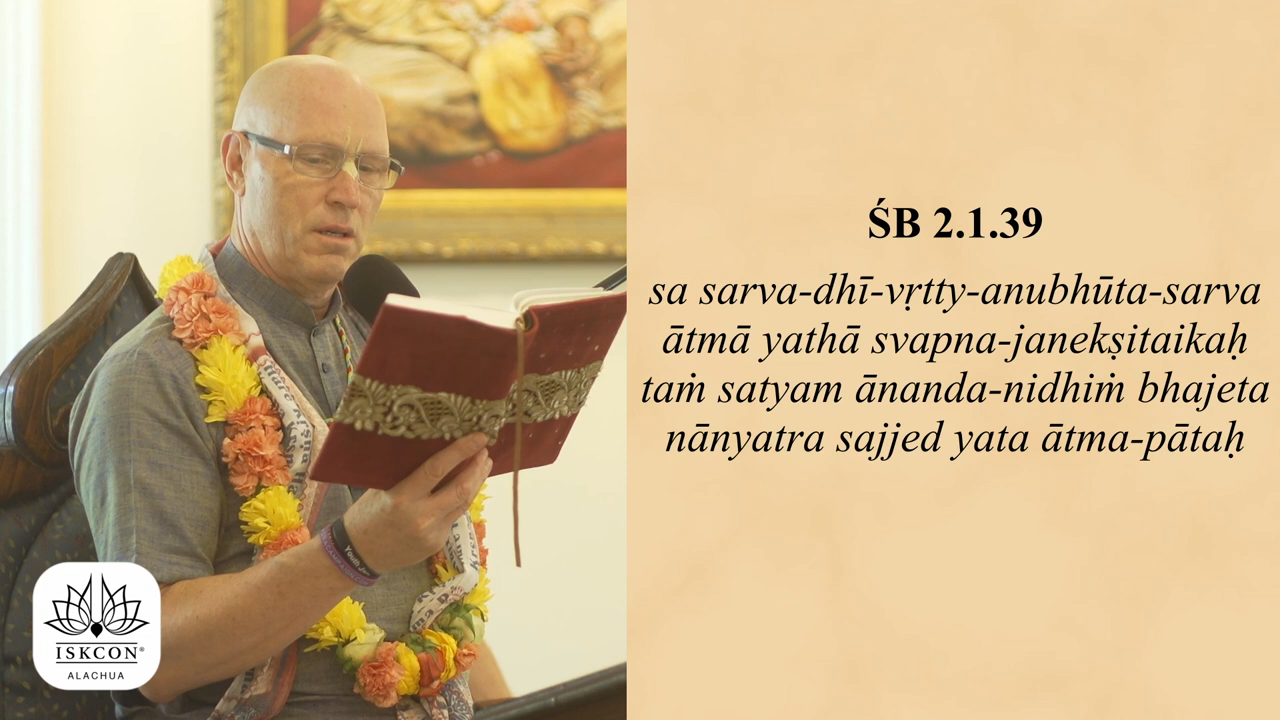 ŚB 2.1.39
sa sarva-dhī-vṛtty-anubhūta-sarva
ātmā yathā svapna-janekṣitaikaḥ
taṁ satyam ānanda-nidhiṁ bhajeta
nānyatra sajjed yata ātma-pātaḥ
ISKCON®
ALACHUA